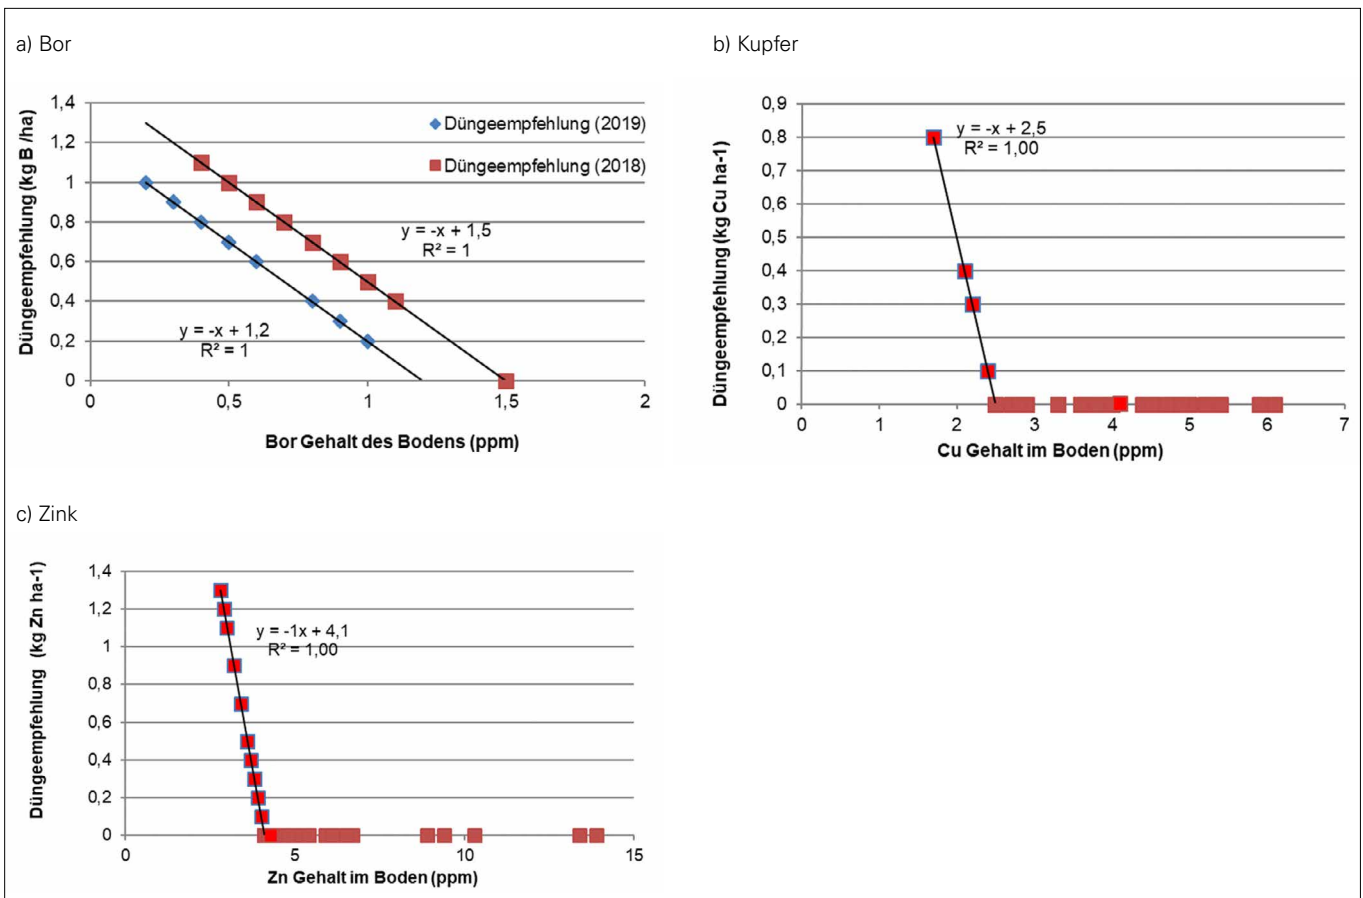 a) Bor
Düngeempfehlung (kg B /ha)
1,4
1,2
1
0,8
0,6
0,4
0,2
0
0
0,5
1
1,5
2
Düngeempfehlung (2019)
Düngeempfehlung (2018)
y = -x + 1,5
R² = 1
y = -x + 1,2
R² = 1
Bor Gehalt des Bodens (ppm)
b) Kupfer
Düngeempfehlung (kg Cu ha-1)
0,9
0,8
0,7
0,6
0,5
0,4
0,3
0,2
0,1
0
0
1
2
3
4
5
6
7
y = -x + 2,5
R² = 1,00
Cu Gehalt im Boden (ppm)
c) Zink
Düngeempfehlung (kg Zn ha-1)
1,4
1,2
1
0,8
0,6
0,4
0,2
0
0
5
10
15
y = -1x + 4,1
R² = 1,00
Zn Gehalt im Boden (ppm)